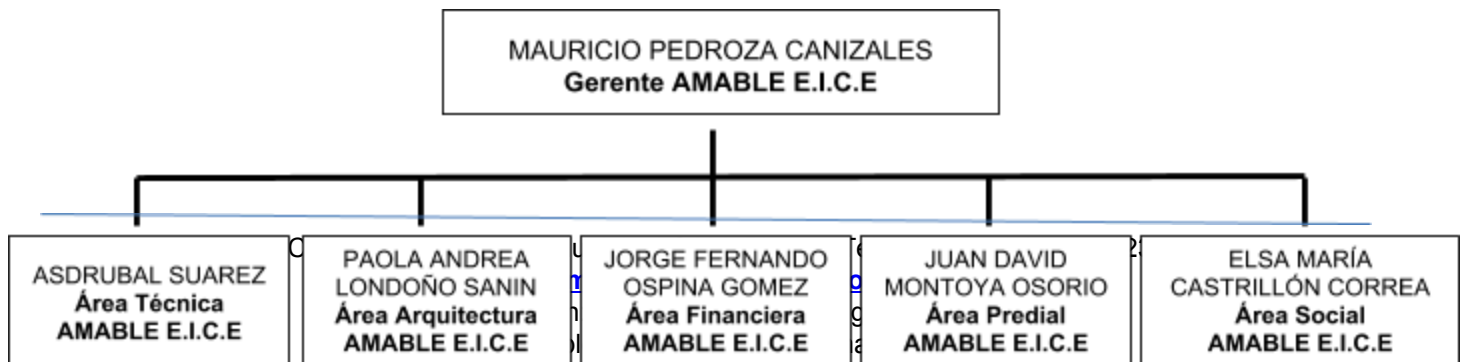 MAURICIO PEDROZA CANIZALES
Gerente AMABLE E.I.C.E
ASDRUBAL SUAREZ
Área Técnica
AMABLE E.I.C.E
PAOLA ANDREA
LONDOÑO SANIN
Área Arquitectura
AMABLE E.I.C.E
JORGE FERNANDO
OSPINA GOMEZ
Área Financiera
AMABLE E.I.C.E
JUAN DAVID
MONTOYA OSORIO
Área Predial
AMABLE E.I.C.E
ELSA MARÍA
CASTRILLÓN CORREA
Área Social
AMABLE E.I.C.E